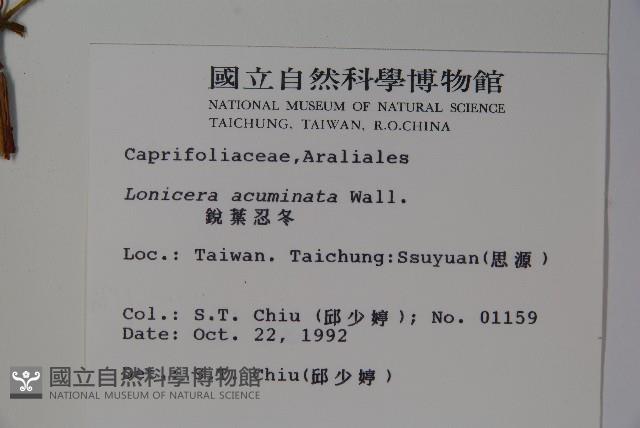 國立自然科學博物館
NATIONAL MUSEUM OF NATURAL SCIENCE
TAICHUNG, TAIWAN, R.O.CHINA
Caprifoliaceae,Araliales
Lonicera acuminata Wall.
銳葉忍冬
Loc.: Taiwan. Taichung:Ssuyuan(思源)
Col.: S.T. Chiu (邱少婷); No. 01159
Date: Oct. 22, 1992
Det.: S.T. Chiu(邱少婷)
國立自然科學博物館
NATIONAL MUSEUM OF NATURAL SCIENCE